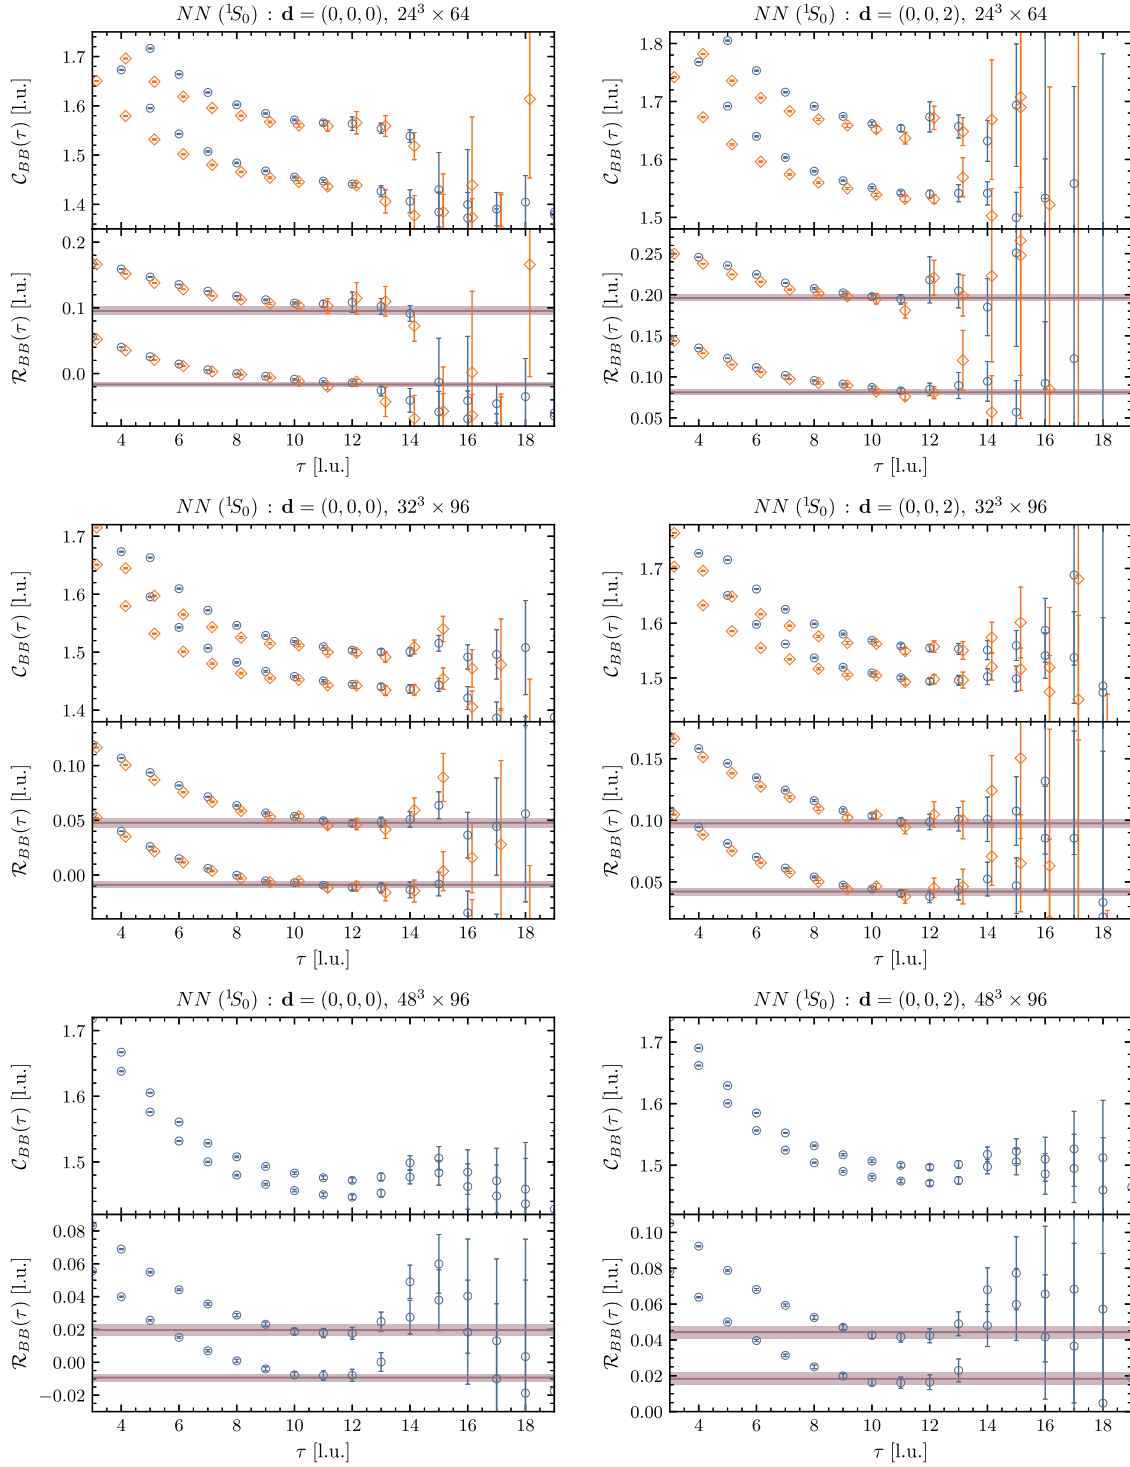 NN (¹S₀) : d = (0, 0, 0), 24³ × 64
C_BB(τ) [l.u.]
1.7
1.6
1.5
1.4
R_BB(τ) [l.u.]
0.2
0.1
0.0
4 6 8 10 12 14 16 18
τ [l.u.]
NN (¹S₀) : d = (0, 0, 2), 24³ × 64
C_BB(τ) [l.u.]
1.8
1.7
1.6
1.5
R_BB(τ) [l.u.]
0.25
0.20
0.15
0.10
0.05
4 6 8 10 12 14 16 18
τ [l.u.]
NN (¹S₀) : d = (0, 0, 0), 32³ × 96
C_BB(τ) [l.u.]
1.7
1.6
1.5
1.4
R_BB(τ) [l.u.]
0.10
0.05
0.00
4 6 8 10 12 14 16 18
τ [l.u.]
NN (¹S₀) : d = (0, 0, 2), 32³ × 96
C_BB(τ) [l.u.]
1.7
1.6
1.5
R_BB(τ) [l.u.]
0.15
0.10
0.05
4 6 8 10 12 14 16 18
τ [l.u.]
NN (¹S₀) : d = (0, 0, 0), 48³ × 96
C_BB(τ) [l.u.]
1.7
1.6
1.5
R_BB(τ) [l.u.]
0.08
0.06
0.04
0.02
0.00
−0.02
4 6 8 10 12 14 16 18
τ [l.u.]
NN (¹S₀) : d = (0, 0, 2), 48³ × 96
C_BB(τ) [l.u.]
1.7
1.6
1.5
R_BB(τ) [l.u.]
0.10
0.08
0.06
0.04
0.02
0.00
4 6 8 10 12 14 16 18
τ [l.u.]